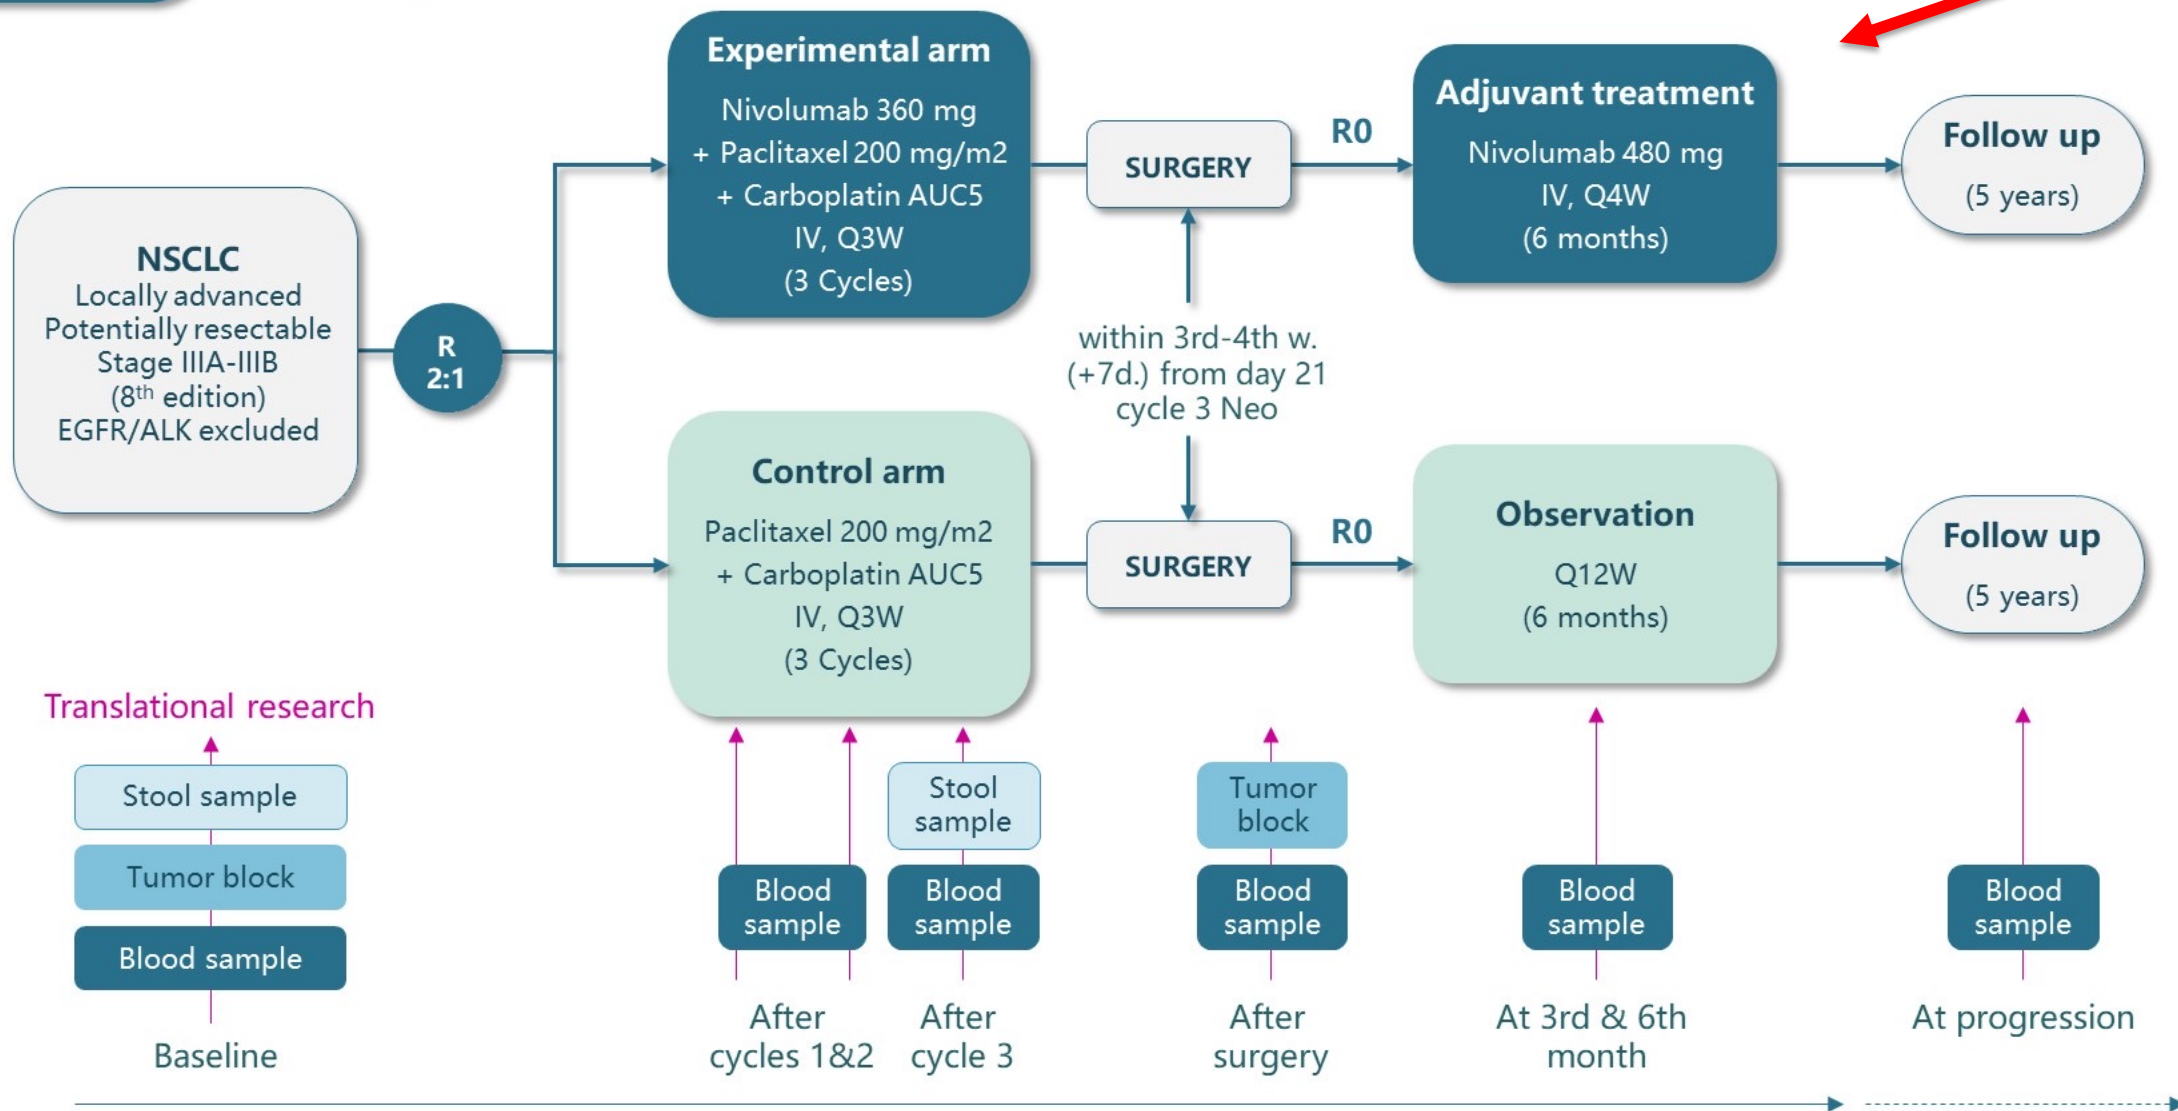 NSCLC
Locally advanced
Potentially resectable
Stage IIIA-IIIB
(8th edition)
EGFR/ALK excluded
R
2:1
Experimental arm
Nivolumab 360 mg
+ Paclitaxel 200 mg/m2
+ Carboplatin AUC5
IV, Q3W
(3 Cycles)
SURGERY
R0
Adjuvant treatment
Nivolumab 480 mg
IV, Q4W
(6 months)
Follow up
(5 years)
within 3rd-4th w.
(+7d.) from day 21
cycle 3 Neo
Control arm
Paclitaxel 200 mg/m2
+ Carboplatin AUC5
IV, Q3W
(3 Cycles)
SURGERY
R0
Observation
Q12W
(6 months)
Follow up
(5 years)
Translational research
Stool sample
Tumor block
Blood sample
Baseline
Blood
sample
After
cycles 1&2
Stool
sample
Blood
sample
After
cycle 3
Tumor
block
Blood
sample
After
surgery
Blood
sample
At 3rd & 6th
month
Blood
sample
At progression